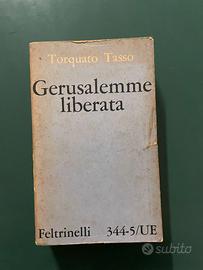 Torquato Tasso
Gerusalemme
liberata
Feltrinelli 344-5/UE
subito